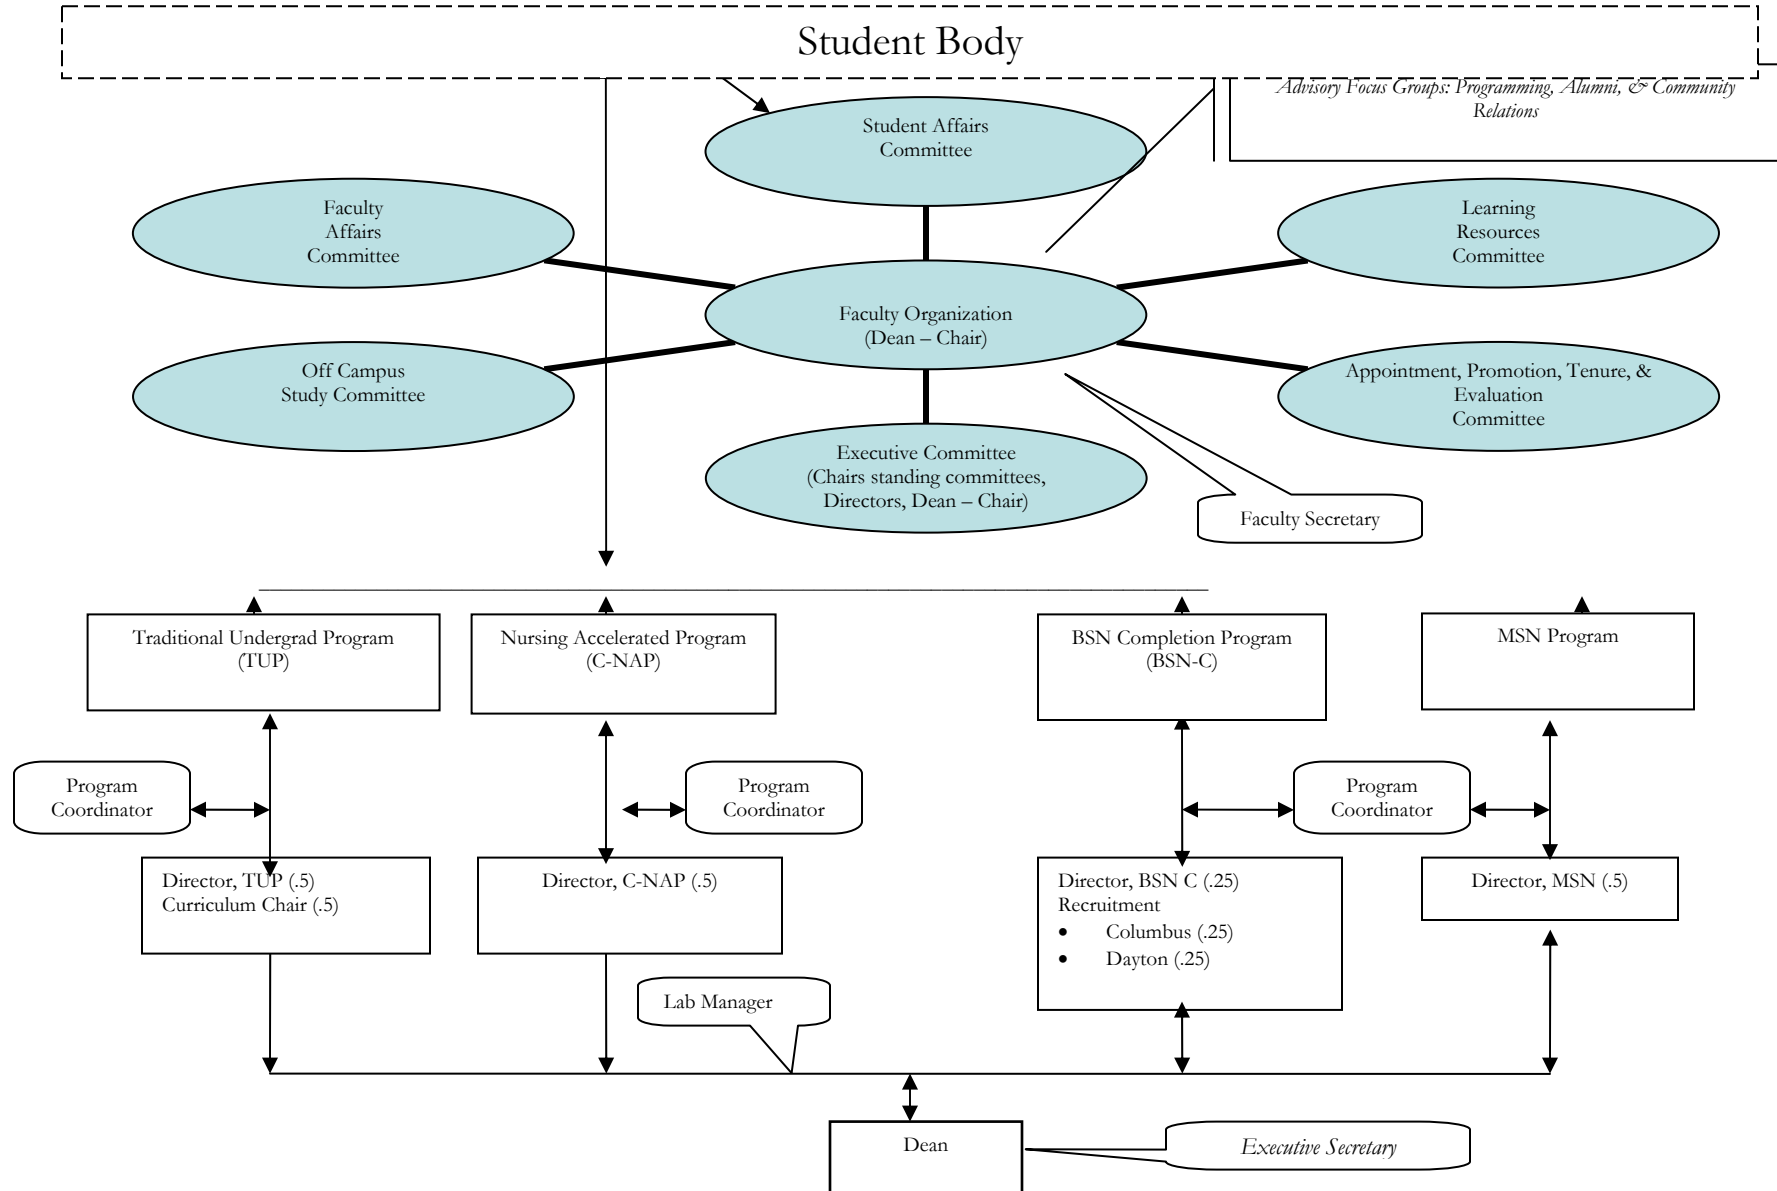 Student Body
Advisory Focus Groups: Programming, Alumni, & Community
Relations
Student Affairs
Committee
Faculty
Affairs
Committee
Learning
Resources
Committee
Faculty Organization
(Dean – Chair)
Off Campus
Study Committee
Appointment, Promotion, Tenure, &
Evaluation
Committee
Executive Committee
(Chairs standing committees,
Directors, Dean – Chair)
Faculty Secretary
Traditional Undergrad Program
(TUP)
Nursing Accelerated Program
(C-NAP)
BSN Completion Program
(BSN-C)
MSN Program
Program
Coordinator
Program
Coordinator
Program
Coordinator
Director, TUP (.5)
Curriculum Chair (.5)
Director, C-NAP (.5)
Director, BSN C (.25)
Recruitment
• Columbus (.25)
• Dayton (.25)
Director, MSN (.5)
Lab Manager
Dean
Executive Secretary